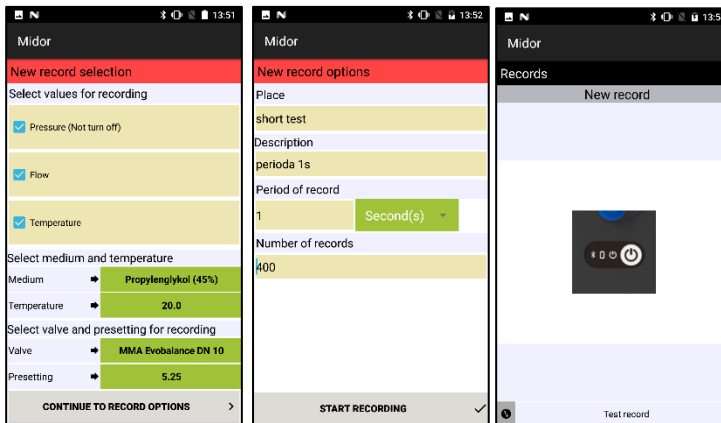 13:51
Midor
New record selection
Select values for recording
Pressure (Not turn off)
Flow
Temperature
Select medium and temperature
Medium
Propylenglykol (45%)
Temperature
20.0
Select valve and presetting for recording
Valve
MMA Evobalance DN 10
Presetting
5.25
CONTINUE TO RECORD OPTIONS
13:52
Midor
New record options
Place
short test
Description
perioda 1s
Period of record
1
Second(s)
Number of records
400
START RECORDING
13:5
Midor
Records
New record
Test record